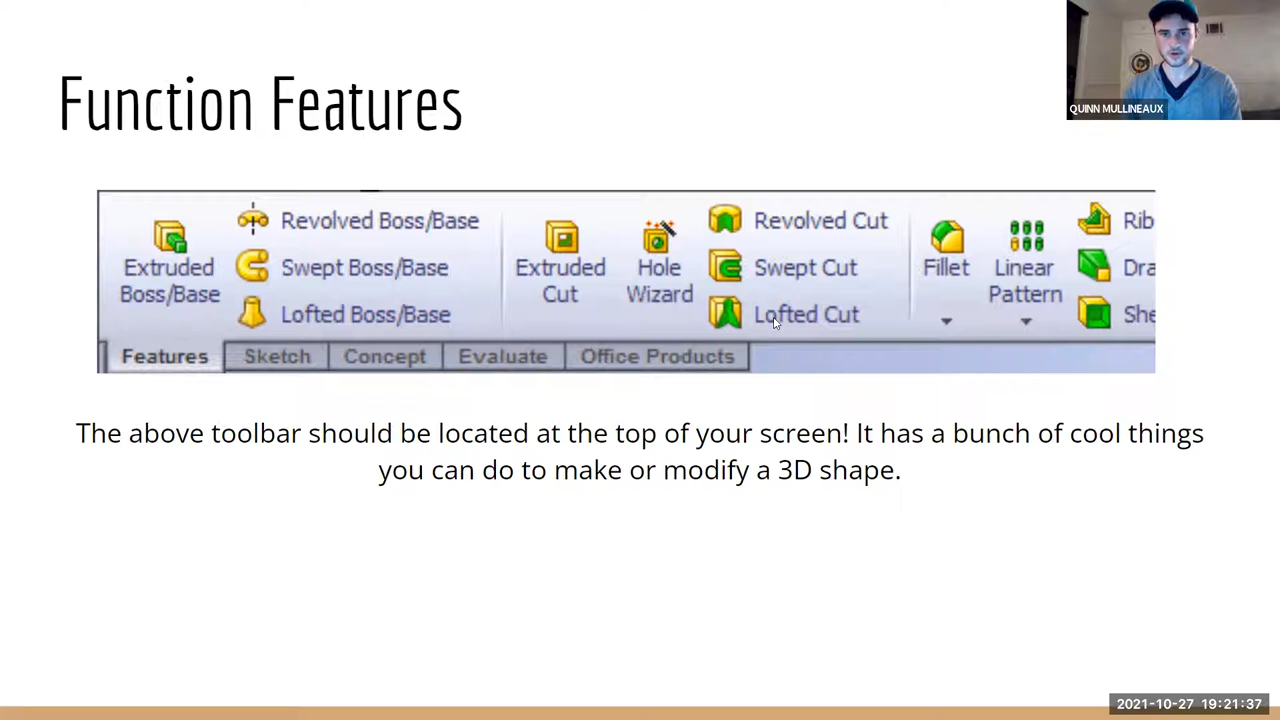 Function Features
QUINN MULLINEAUX
Extruded Boss/Base
Revolved Boss/Base
Swept Boss/Base
Lofted Boss/Base
Extruded Cut
Hole Wizard
Revolved Cut
Swept Cut
Lofted Cut
Fillet
Linear Pattern
Rib
Dra
She
Features Sketch Concept Evaluate Office Products
The above toolbar should be located at the top of your screen! It has a bunch of cool things
you can do to make or modify a 3D shape.
2021-10-27 19:21:37